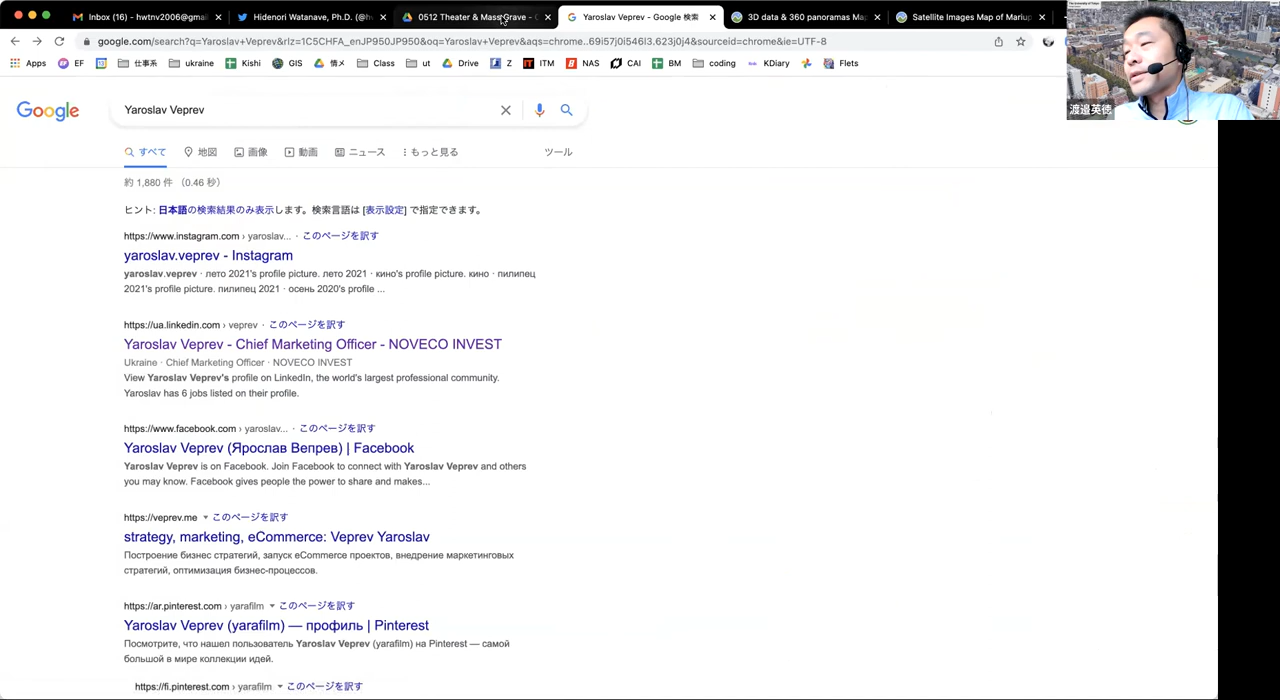 Inbox (16) - hwtnv2006@gmail
Hidenori Watanave, Ph.D. (@hw
0512 Theater & Mass Grave -
Yaroslav Veprev - Google 検索
3D data & 360 panoramas Ma
Satellite Images Map of Mariup
google.com/search?q=Yaroslav+Veprev&rlz=1C5CHFA_enJP950JP950&oq=Yaroslav+Veprev&aqs=chrome..69i57j0i546l3.623j0j4&sourceid=chrome&ie=UTF-8
Apps EF 仕事系 ukraine Kishi GIS 情メ Class ut Drive Z ITM NAS CAI BM coding KDiary Flets
渡邉英徳
Google
Yaroslav Veprev
すべて 地図 画像 動画 ニュース もっと見る ツール
約 1,880 件 （0.46 秒）
ヒント: 日本語の検索結果のみ表示します。検索言語は [表示設定] で指定できます。
https://www.instagram.com › yaroslav... · このページを訳す
yaroslav.veprev - Instagram
yaroslav.veprev · лето 2021's profile picture. лето 2021 · кино's profile picture. кино · пилипец
2021's profile picture. пилипец 2021 · осень 2020's profile ...
https://ua.linkedin.com › veprev · このページを訳す
Yaroslav Veprev - Chief Marketing Officer - NOVECO INVEST
Ukraine · Chief Marketing Officer · NOVECO INVEST
View Yaroslav Veprev's profile on LinkedIn, the world's largest professional community.
Yaroslav has 6 jobs listed on their profile.
https://www.facebook.com › yaroslav... · このページを訳す
Yaroslav Veprev (Ярослав Вепрев) | Facebook
Yaroslav Veprev is on Facebook. Join Facebook to connect with Yaroslav Veprev and others
you may know. Facebook gives people the power to share and makes...
https://veprev.me ▾ このページを訳す
strategy, marketing, eCommerce: Veprev Yaroslav
Построение бизнес стратегий, запуск eCommerce проектов, внедрение маркетинговых
стратегий, оптимизация бизнес-процессов.
https://ar.pinterest.com › yarafilm ▾ このページを訳す
Yaroslav Veprev (yarafilm) — профиль | Pinterest
Посмотрите, что нашел пользователь Yaroslav Veprev (yarafilm) на Pinterest — самой
большой в мире коллекции идей.
https://fi.pinterest.com › yarafilm ▾ このページを訳す